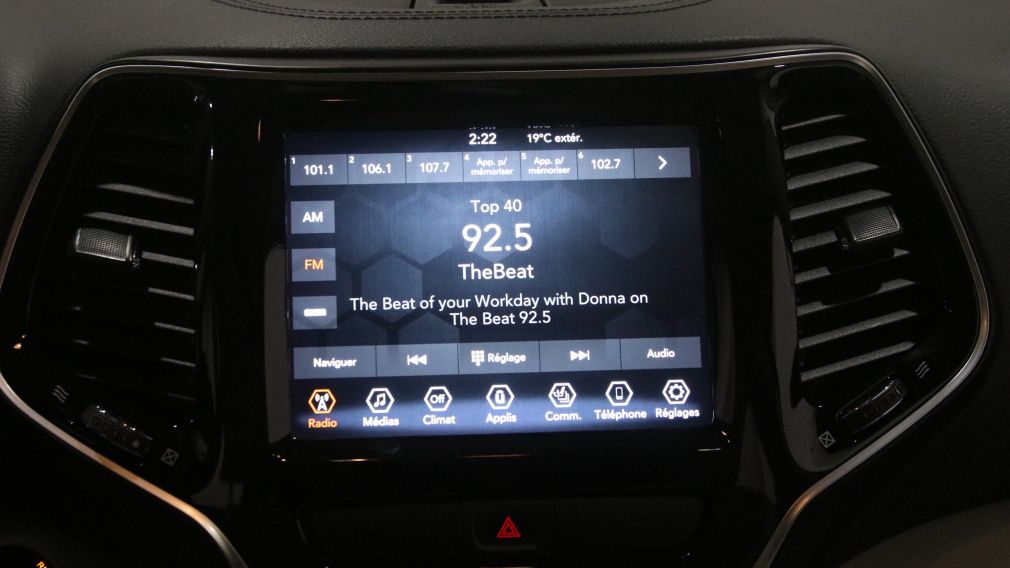 2:22 19°C extér.
1 101.1 2 106.1 3 107.7 4 App. p/ mémoriser 5 App. p/ mémoriser 6 102.7
AM
Top 40
92.5
FM
TheBeat
The Beat of your Workday with Donna on
The Beat 92.5
Naviguer Réglage Audio
Off
Radio Médias Climat Applis Comm. Téléphone Réglages